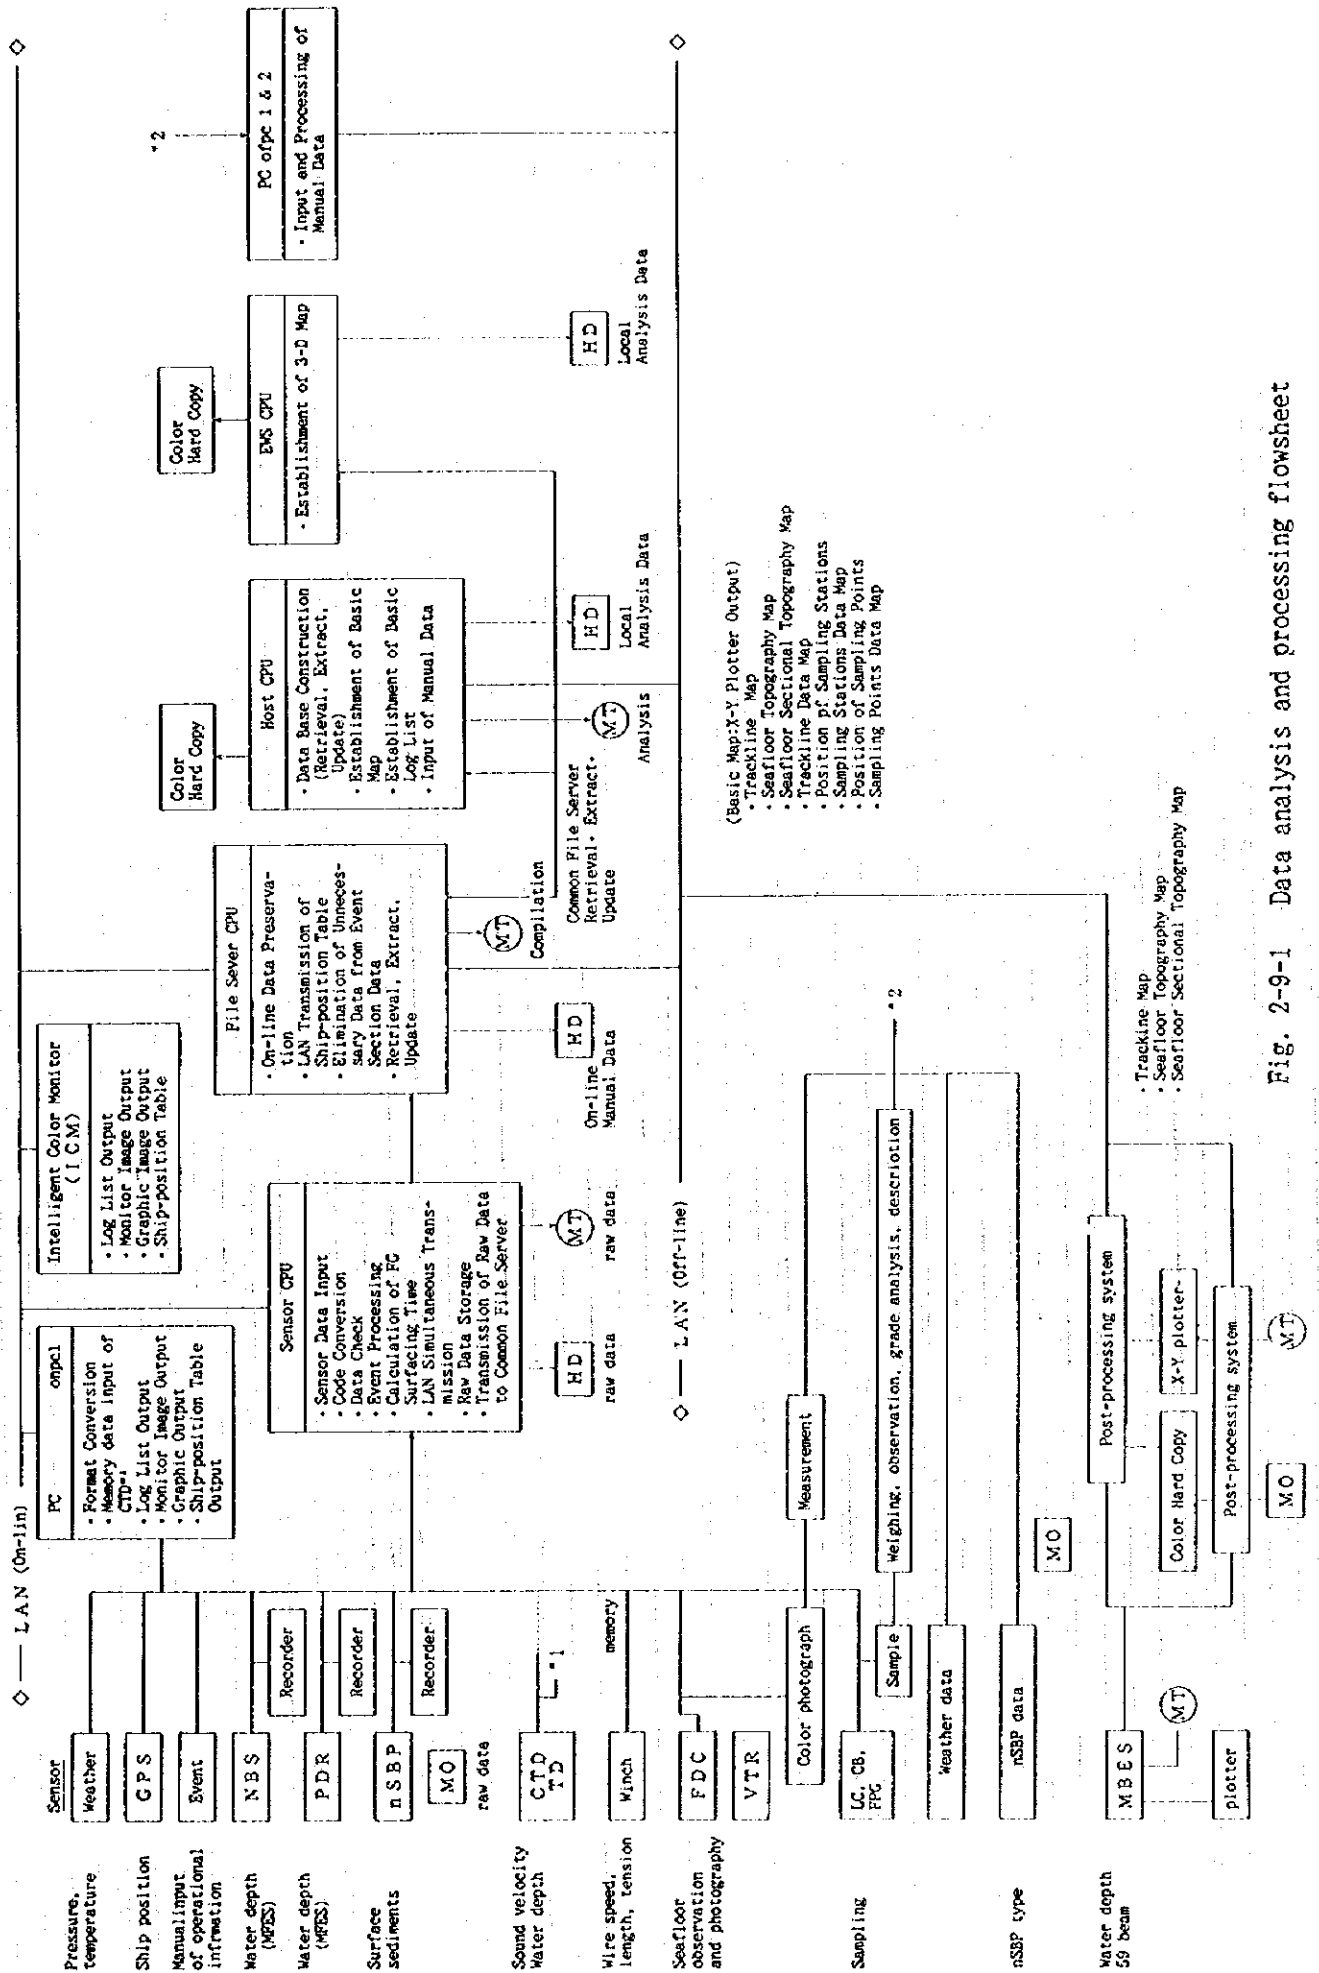 LAN (On-lin)
Sensor
Pressure,
temperature
Weather
Ship position
GPS
Manualinput
of operational
infrmation
Event
Water depth
(MFES)
NBS
Recorder
Water depth
(MFES)
PDR
Recorder
Surface
sediments
nSBP
Recorder
MO
raw data
Sound velocity
Water depth
CTD
TD
*1
Wire speed,
length, tension
Winch
memory
Seafloor
observation
and photography
FDC
VTR
Color photograph
Measurement
Sampling
LC, CB,
FPG
Sample
Weighing, observation, grade analysis, description
*2
Weather data
nSBP type
nSBP data
MO
Water depth
59 beam
MBES
MT
plotter
Post-processing system
Color Hard Copy
X-Y plotter
Post-processing system
MO
MT
· Trackine Map
· Seafloor Topography Map
· Seafloor Sectional Topography Map
PC onpc1
· Format Conversion
· Memory data input of
CTD*1
· Log List Output
· Monitor Image Output
· Graphic Output
· Ship-position Table
Output
Intelligent Color Monitor
(ICM)
· Log List Output
· Monitor Image Output
· Graphic Image Output
· Ship-position Table
Sensor CPU
· Sensor Data Input
· Code Conversion
· Data Check
· Event Processing
· Calculation of FG
Surfacing Time
· LAN Simultaneous Trans-
mission
· Raw Data Storage
· Transmission of Raw Data
to Common File Server
HD
raw data
MT
raw data
File Sever CPU
· On-line Data Preserva-
tion
· LAN Transmission of
Ship-position Table
· Elimination of Unneces-
sary Data from Event
Section Data
· Retrieval, Extract,
Update
HD
On-line
Manual Data
MT
Compilation
Common File Server
Retrieval· Extract·
Update
Color
Hard Copy
Host CPU
· Data Base Construction
(Retrieval, Extract,
Update)
· Establishment of Basic
Map
· Establishment of Basic
Log List
· Input of Manual Data
MT
Analysis
HD
Local
Analysis Data
Color
Hard Copy
EWS CPU
· Establishment of 3-D Map
HD
Local
Analysis Data
*2
PC ofpc 1 & 2
· Input and Processing of
Manual Data
LAN (Off-line)
(Basic Map:X-Y Plotter Output)
· Trackline Map
· Seafloor Topography Map
· Seafloor Sectional Topography Map
· Trackline Data Map
· Position pf Sampling Stations
· Sampling Stations Data Map
· Position of Sampling Points
· Sampling Points Data Map
Fig. 2-9-1 Data analysis and processing flowsheet